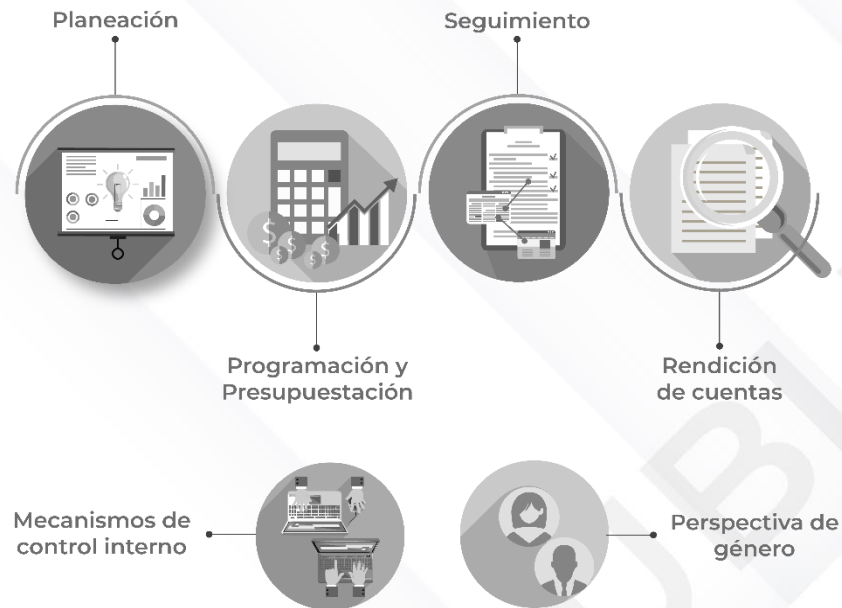 Planeación
Seguimiento
Programación y
Presupuestación
Rendición
de cuentas
Mecanismos de
control interno
Perspectiva de
género